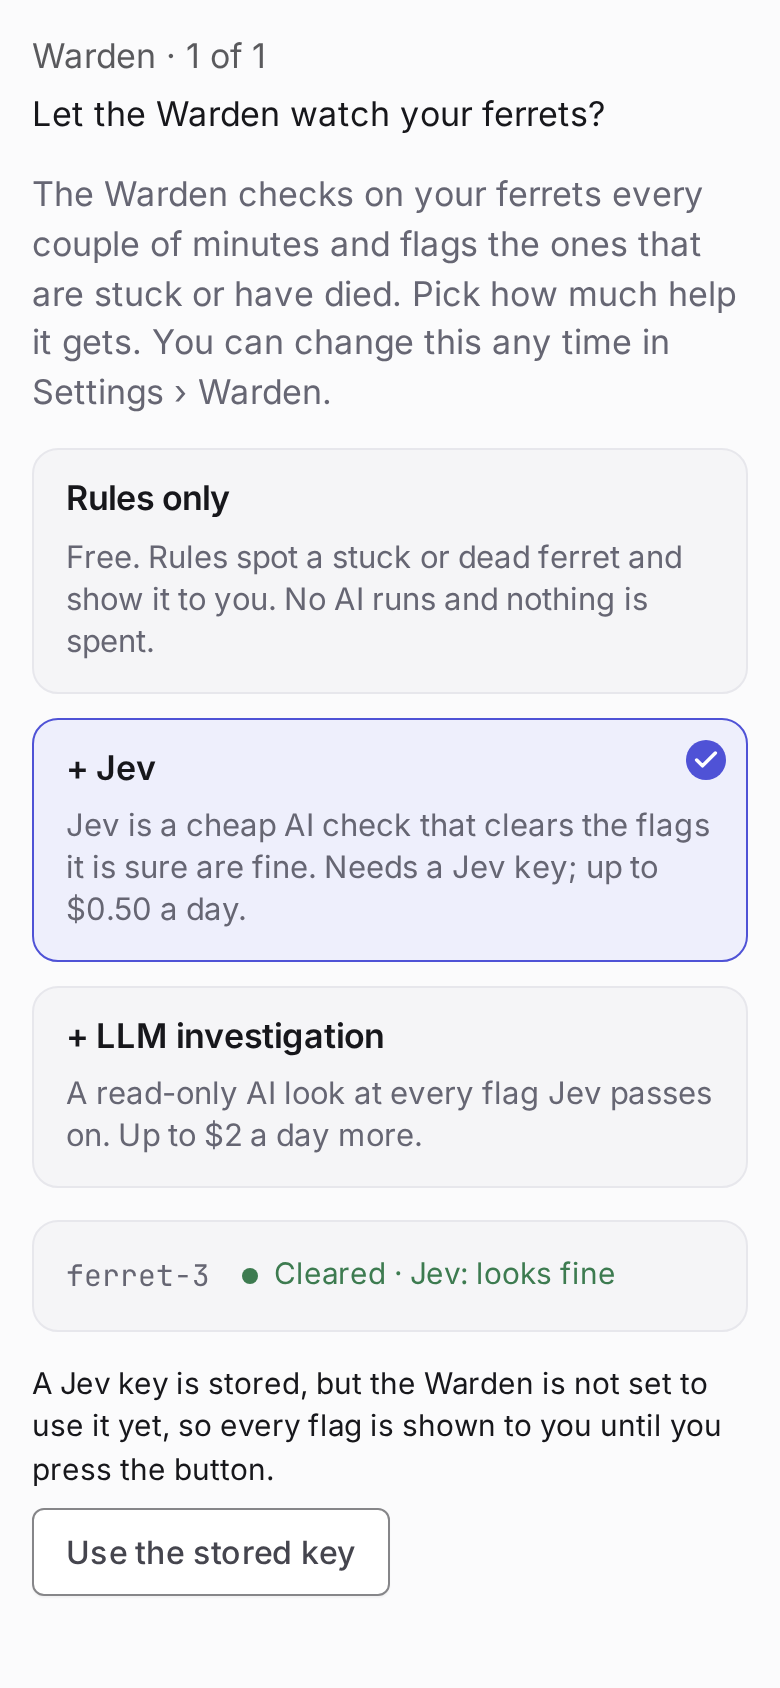 Warden · 1 of 1
Let the Warden watch your ferrets?
The Warden checks on your ferrets every
couple of minutes and flags the ones that
are stuck or have died. Pick how much help
it gets. You can change this any time in
Settings › Warden.
Rules only
Free. Rules spot a stuck or dead ferret and
show it to you. No AI runs and nothing is
spent.
+ Jev
Jev is a cheap AI check that clears the flags
it is sure are fine. Needs a Jev key; up to
$0.50 a day.
+ LLM investigation
A read-only AI look at every flag Jev passes
on. Up to $2 a day more.
ferret-3 ● Cleared · Jev: looks fine
A Jev key is stored, but the Warden is not set to
use it yet, so every flag is shown to you until you
press the button.
Use the stored key